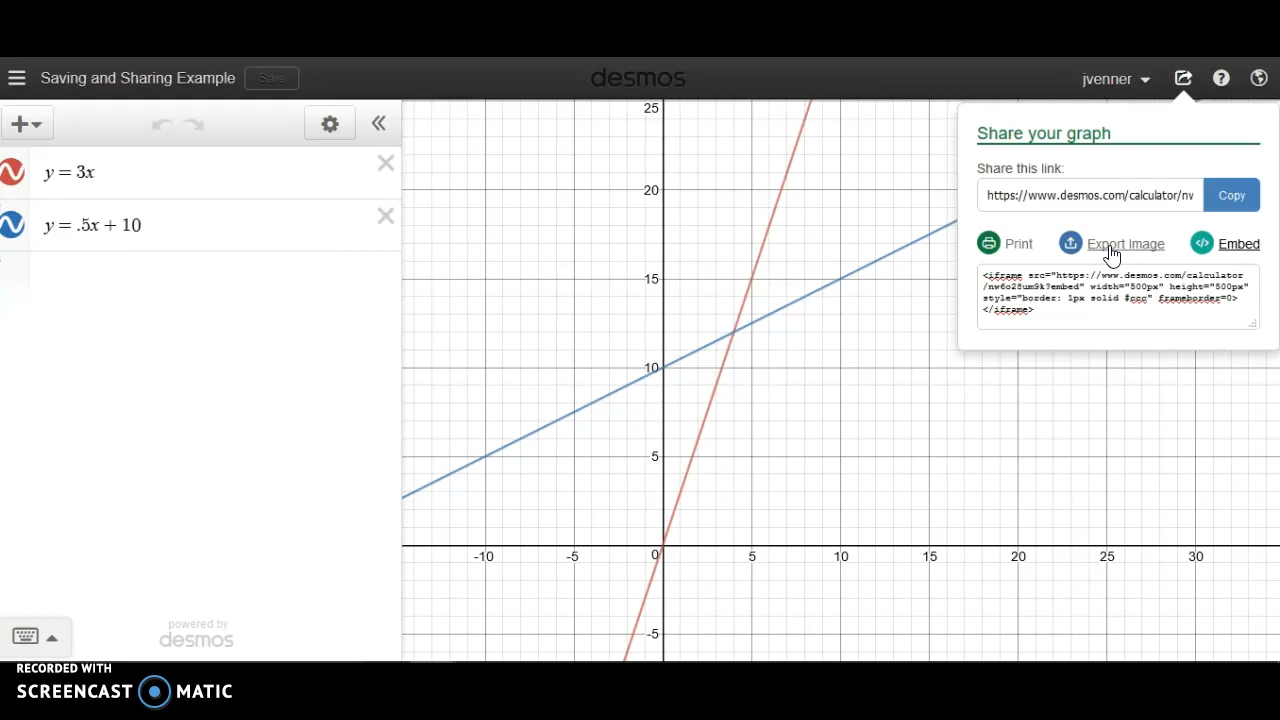 Saving and Sharing Example
Save
desmos
jvenner
y = 3x
y = .5x + 10
powered by
desmos
25
20
15
10
5
0
-5
-10
-5
5
10
15
20
25
30
Share your graph
Share this link:
https://www.desmos.com/calculator/nw
Copy
Print
Export Image
Embed
<iframe src="https://www.desmos.com/calculator
/nw6o28um9k?embed" width="500px" height="500px"
style="border: 1px solid #ccc" frameborder=0>
</iframe>
RECORDED WITH
SCREENCAST MATIC